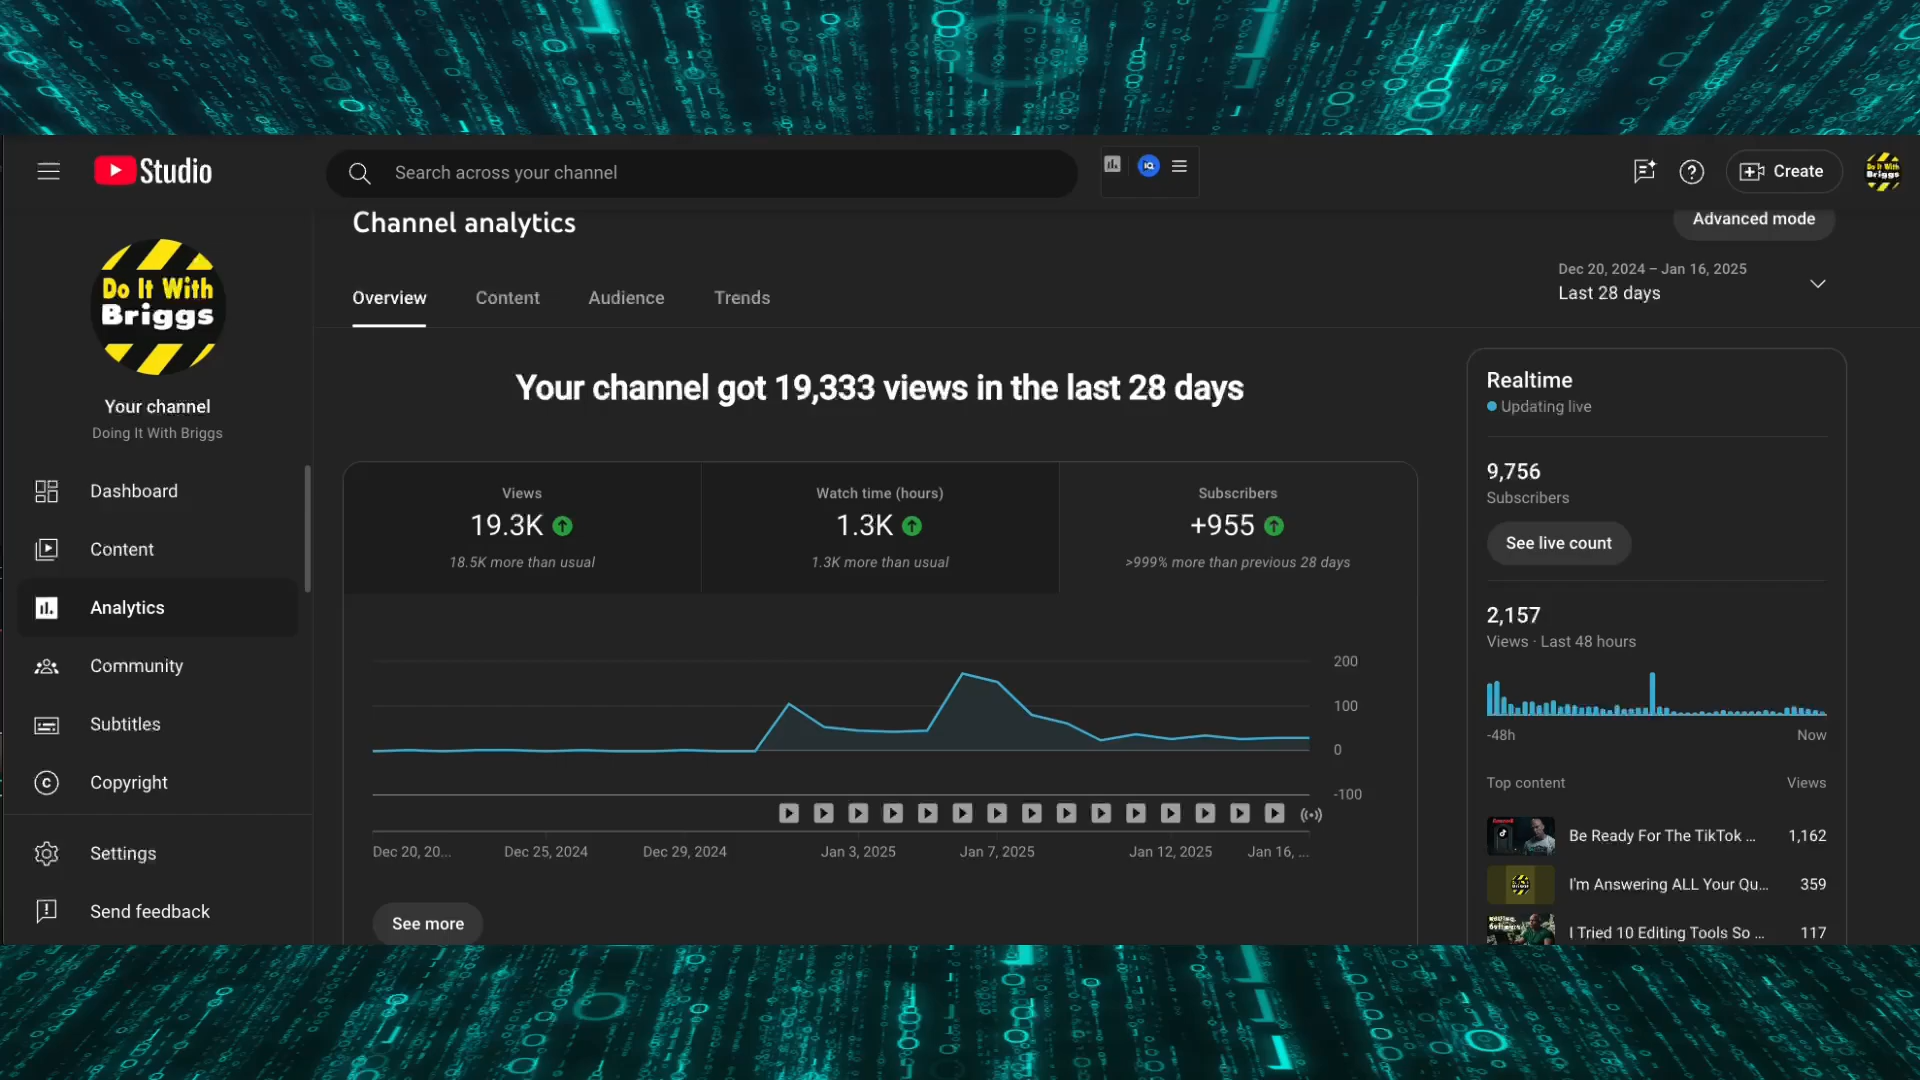 Studio
Search across your channel
IQ
Create
Do It With
Briggs
Channel analytics
Advanced mode
Do It With
Briggs
Your channel
Doing It With Briggs
Overview
Content
Audience
Trends
Dec 20, 2024 – Jan 16, 2025
Last 28 days
Dashboard
Content
Analytics
Community
Subtitles
Copyright
Settings
Send feedback
Your channel got 19,333 views in the last 28 days
Views
19.3K
18.5K more than usual
Watch time (hours)
1.3K
1.3K more than usual
Subscribers
+955
>999% more than previous 28 days
200
100
0
-100
Dec 20, 20...
Dec 25, 2024
Dec 29, 2024
Jan 3, 2025
Jan 7, 2025
Jan 12, 2025
Jan 16, ...
See more
Realtime
Updating live
9,756
Subscribers
See live count
2,157
Views · Last 48 hours
-48h
Now
Top content
Views
Be Ready For The TikTok ...
1,162
I'm Answering ALL Your Qu...
359
I Tried 10 Editing Tools So ...
117